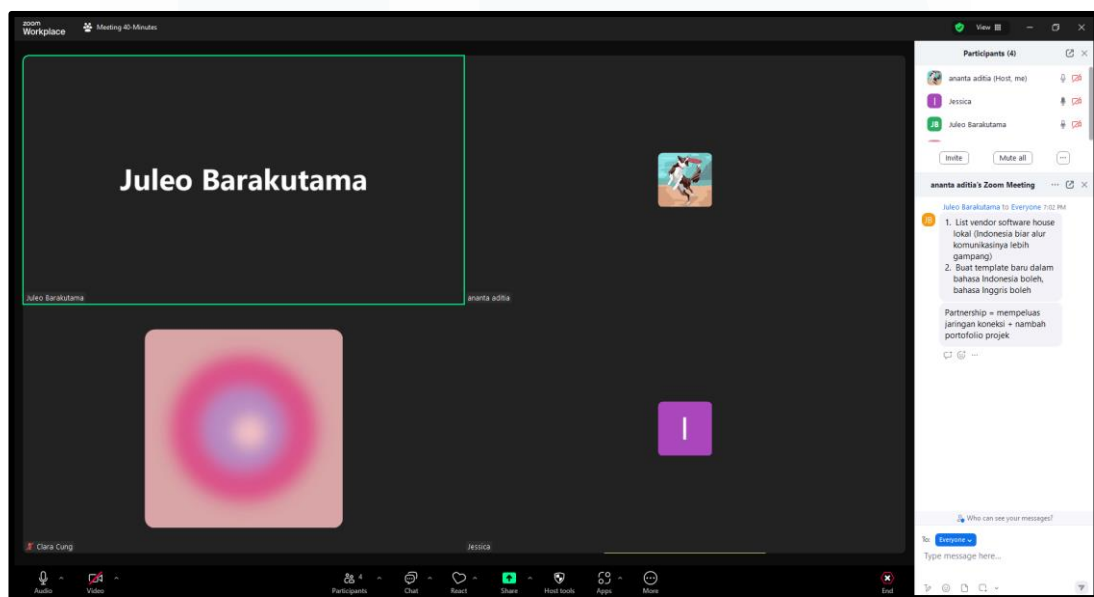 zoom
Workplace
Meeting 40-Minutes
View
Juleo Barakutama
Juleo Barakutama
ananta aditia
Clara Cung
I
Jessica
Participants (4)
ananta aditia (Host, me)
I Jessica
JB Juleo Barakutama
Invite
Mute all
ananta aditia's Zoom Meeting
Juleo Barakutama to Everyone 7:02 PM
JB
1. List vendor software house
lokal (Indonesia biar alur
komunikasinya lebih
gampang)
2. Buat template baru dalam
bahasa Indonesia boleh,
bahasa Inggris boleh
Partnership = mempeluas
jaringan koneksi + nambah
portofolio projek
Who can see your messages?
To: Everyone
Type message here...
Audio
Video
4
Participants
Chat
React
Share
Host tools
Apps
More
End